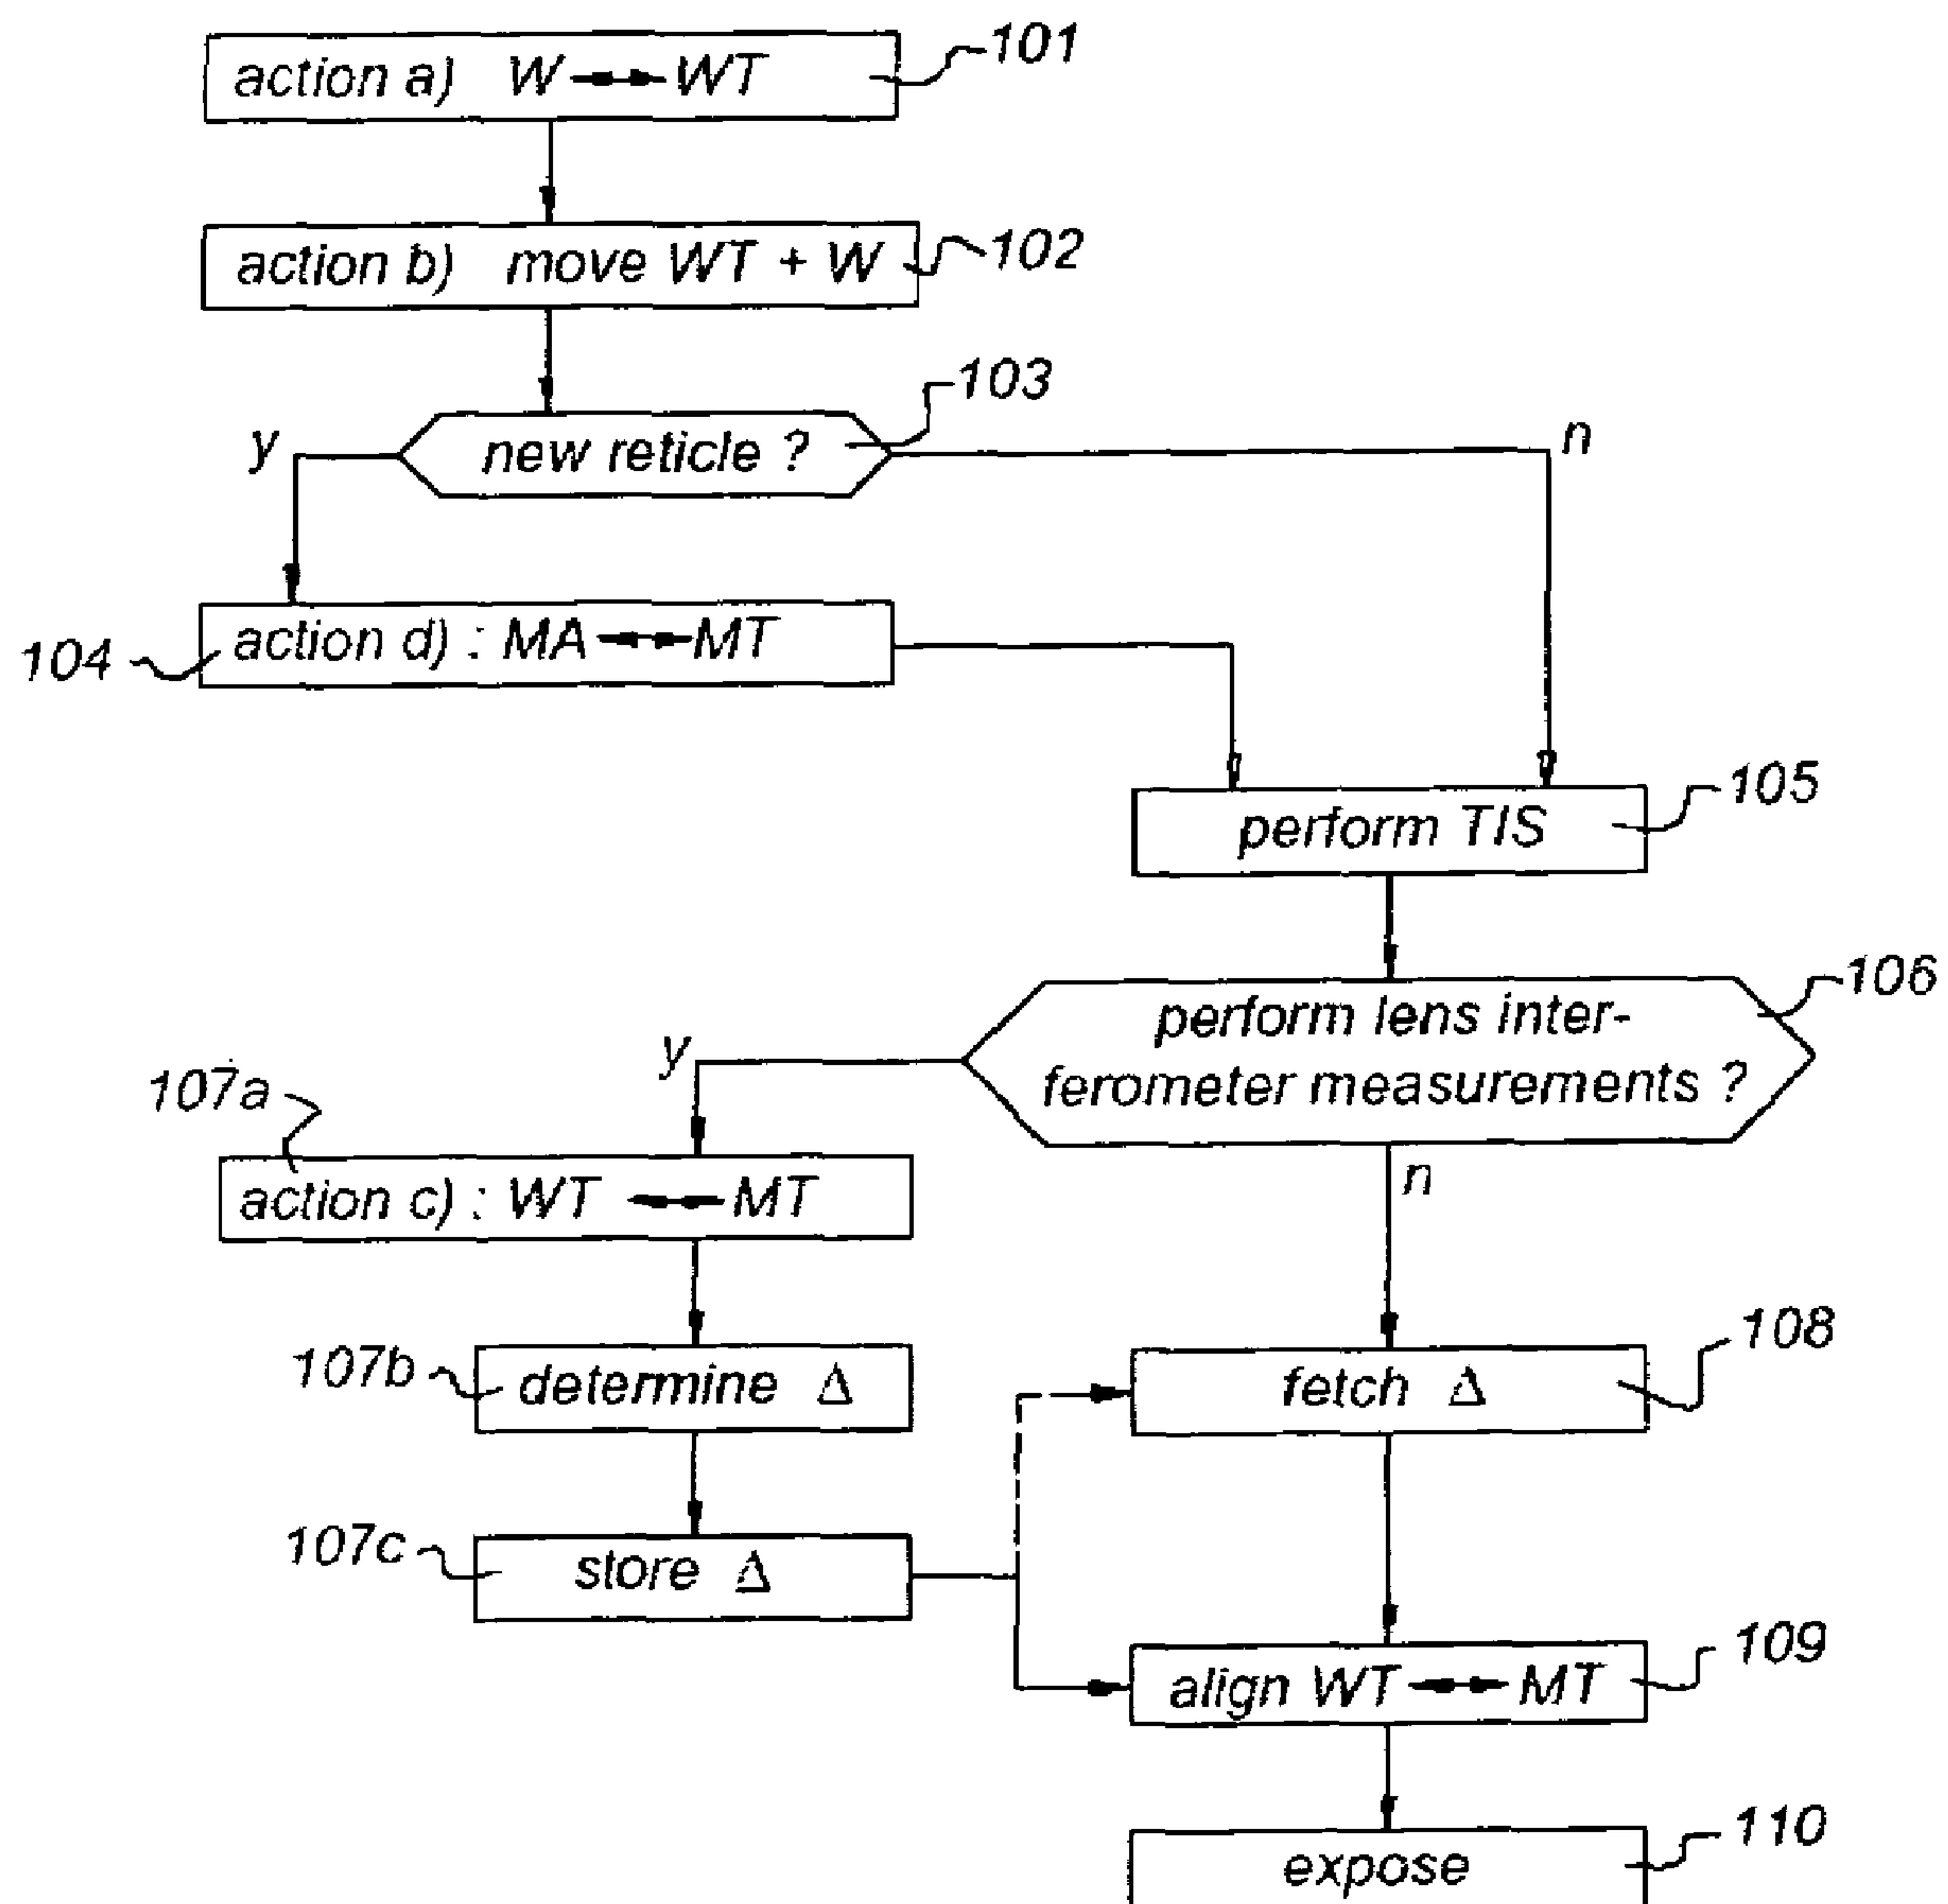 action a) W ↔ WT
101
action b) move WT + W
102
new reticle ?
103
y
n
action d) : MA ↔ MT
104
perform TIS
105
perform lens inter-
ferometer measurements ?
106
y
n
107a
action c) : WT ↔ MT
107b
determine Δ
fetch Δ
108
107c
store Δ
align WT ↔ MT
109
expose
110